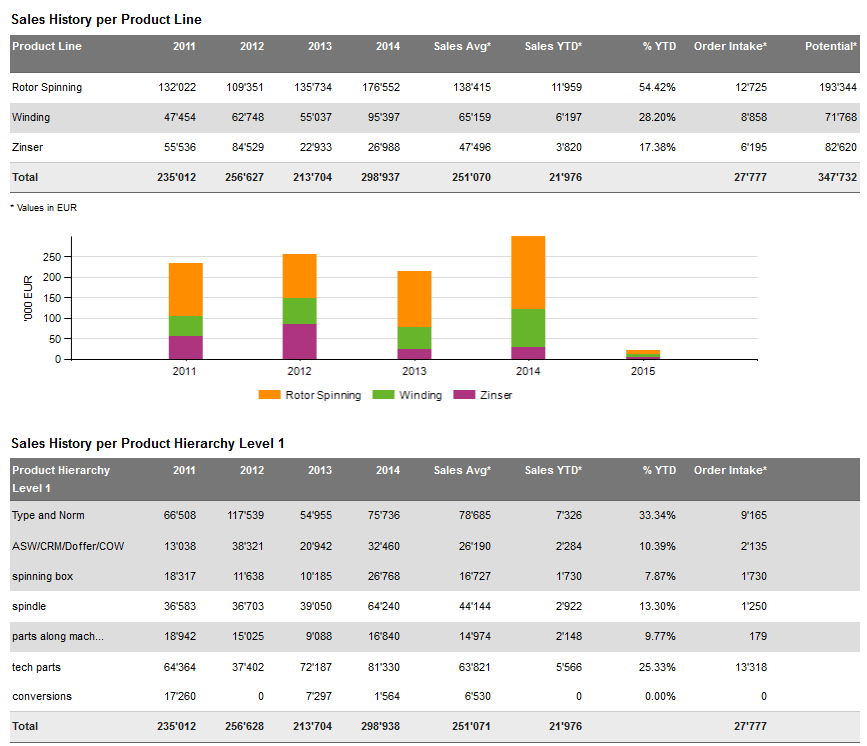 Sales History per Product Line
Product Line 2011 2012 2013 2014 Sales Avg* Sales YTD* % YTD Order Intake* Potential*
Rotor Spinning 132'022 109'351 135'734 176'552 138'415 11'959 54.42% 12'725 193'344
Winding 47'454 62'748 55'037 95'397 65'159 6'197 28.20% 8'858 71'768
Zinser 55'536 84'529 22'933 26'988 47'496 3'820 17.38% 6'195 82'620
Total 235'012 256'627 213'704 298'937 251'070 21'976 27'777 347'732
* Values in EUR
'000 EUR
250
200
150
100
50
0
2011 2012 2013 2014 2015
Rotor Spinning Winding Zinser
Sales History per Product Hierarchy Level 1
Product Hierarchy 2011 2012 2013 2014 Sales Avg* Sales YTD* % YTD Order Intake*
Level 1
Type and Norm 66'508 117'539 54'955 75'736 78'685 7'326 33.34% 9'165
ASW/CRM/Doffer/COW 13'038 38'321 20'942 32'460 26'190 2'284 10.39% 2'135
spinning box 18'317 11'638 10'185 26'768 16'727 1'730 7.87% 1'730
spindle 36'583 36'703 39'050 64'240 44'144 2'922 13.30% 1'250
parts along mach... 18'942 15'025 9'088 16'840 14'974 2'148 9.77% 179
tech parts 64'364 37'402 72'187 81'330 63'821 5'566 25.33% 13'318
conversions 17'260 0 7'297 1'564 6'530 0 0.00% 0
Total 235'012 256'628 213'704 298'938 251'071 21'976 27'777